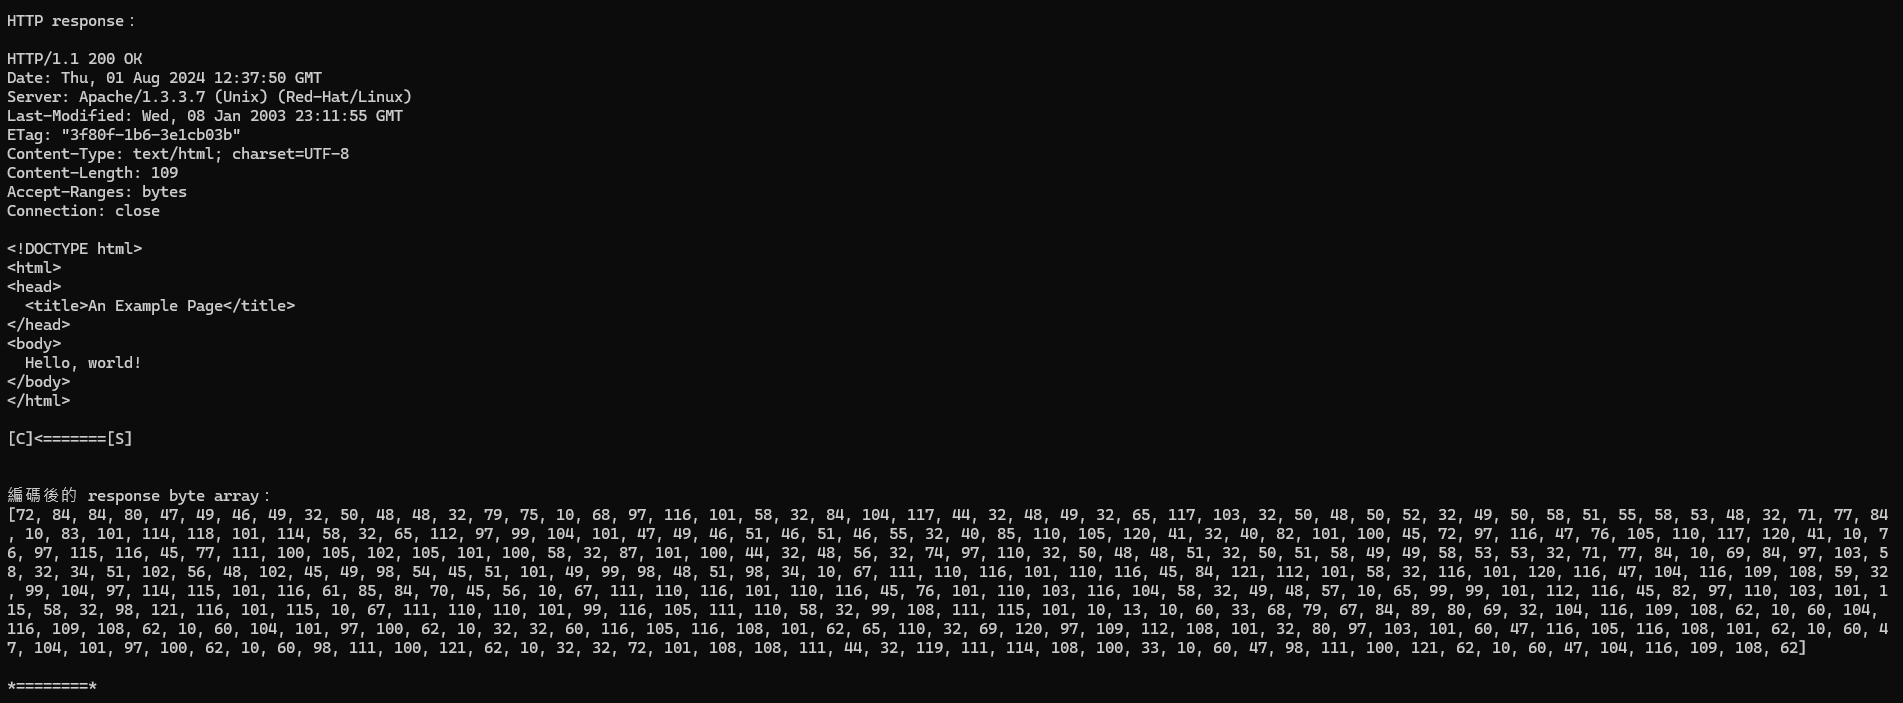 HTTP response：
HTTP/1.1 200 OK
Date: Thu, 01 Aug 2024 12:37:50 GMT
Server: Apache/1.3.3.7 (Unix) (Red-Hat/Linux)
Last-Modified: Wed, 08 Jan 2003 23:11:55 GMT
ETag: "3f80f-1b6-3e1cb03b"
Content-Type: text/html; charset=UTF-8
Content-Length: 109
Accept-Ranges: bytes
Connection: close
<!DOCTYPE html>
<html>
<head>
  <title>An Example Page</title>
</head>
<body>
  Hello, world!
</body>
</html>
[C]<=======[S]
編碼後的 response byte array：
[72, 84, 84, 80, 47, 49, 46, 49, 32, 50, 48, 48, 32, 79, 75, 10, 68, 97, 116, 101, 58, 32, 84, 104, 117, 44, 32, 48, 49, 32, 65, 117, 103, 32, 50, 48, 50, 52, 32, 49, 50, 58, 51, 55, 58, 53, 48, 32, 71, 77, 84
, 10, 83, 101, 114, 118, 101, 114, 58, 32, 65, 112, 97, 99, 104, 101, 47, 49, 46, 51, 46, 51, 46, 55, 32, 40, 85, 110, 105, 120, 41, 32, 40, 82, 101, 100, 45, 72, 97, 116, 47, 76, 105, 110, 117, 120, 41, 10, 7
6, 97, 115, 116, 45, 77, 111, 100, 105, 102, 105, 101, 100, 58, 32, 87, 101, 100, 44, 32, 48, 56, 32, 74, 97, 110, 32, 50, 48, 48, 51, 32, 50, 51, 58, 49, 49, 58, 53, 53, 32, 71, 77, 84, 10, 69, 84, 97, 103, 5
8, 32, 34, 51, 102, 56, 48, 102, 45, 49, 98, 54, 45, 51, 101, 49, 99, 98, 48, 51, 98, 34, 10, 67, 111, 110, 116, 101, 110, 116, 45, 84, 121, 112, 101, 58, 32, 116, 101, 120, 116, 47, 104, 116, 109, 108, 59, 32
, 99, 104, 97, 114, 115, 101, 116, 61, 85, 84, 70, 45, 56, 10, 67, 111, 110, 116, 101, 110, 116, 45, 76, 101, 110, 103, 116, 104, 58, 32, 49, 48, 57, 10, 65, 99, 99, 101, 112, 116, 45, 82, 97, 110, 103, 101, 1
15, 58, 32, 98, 121, 116, 101, 115, 10, 67, 111, 110, 110, 101, 99, 116, 105, 111, 110, 58, 32, 99, 108, 111, 115, 101, 10, 13, 10, 60, 33, 68, 79, 67, 84, 89, 80, 69, 32, 104, 116, 109, 108, 62, 10, 60, 104,
116, 109, 108, 62, 10, 60, 104, 101, 97, 100, 62, 10, 32, 32, 60, 116, 105, 116, 108, 101, 62, 65, 110, 32, 69, 120, 97, 109, 112, 108, 101, 32, 80, 97, 103, 101, 60, 47, 116, 105, 116, 108, 101, 62, 10, 60, 4
7, 104, 101, 97, 100, 62, 10, 60, 98, 111, 100, 121, 62, 10, 32, 32, 72, 101, 108, 108, 111, 44, 32, 119, 111, 114, 108, 100, 33, 10, 60, 47, 98, 111, 100, 121, 62, 10, 60, 47, 104, 116, 109, 108, 62]
*========*